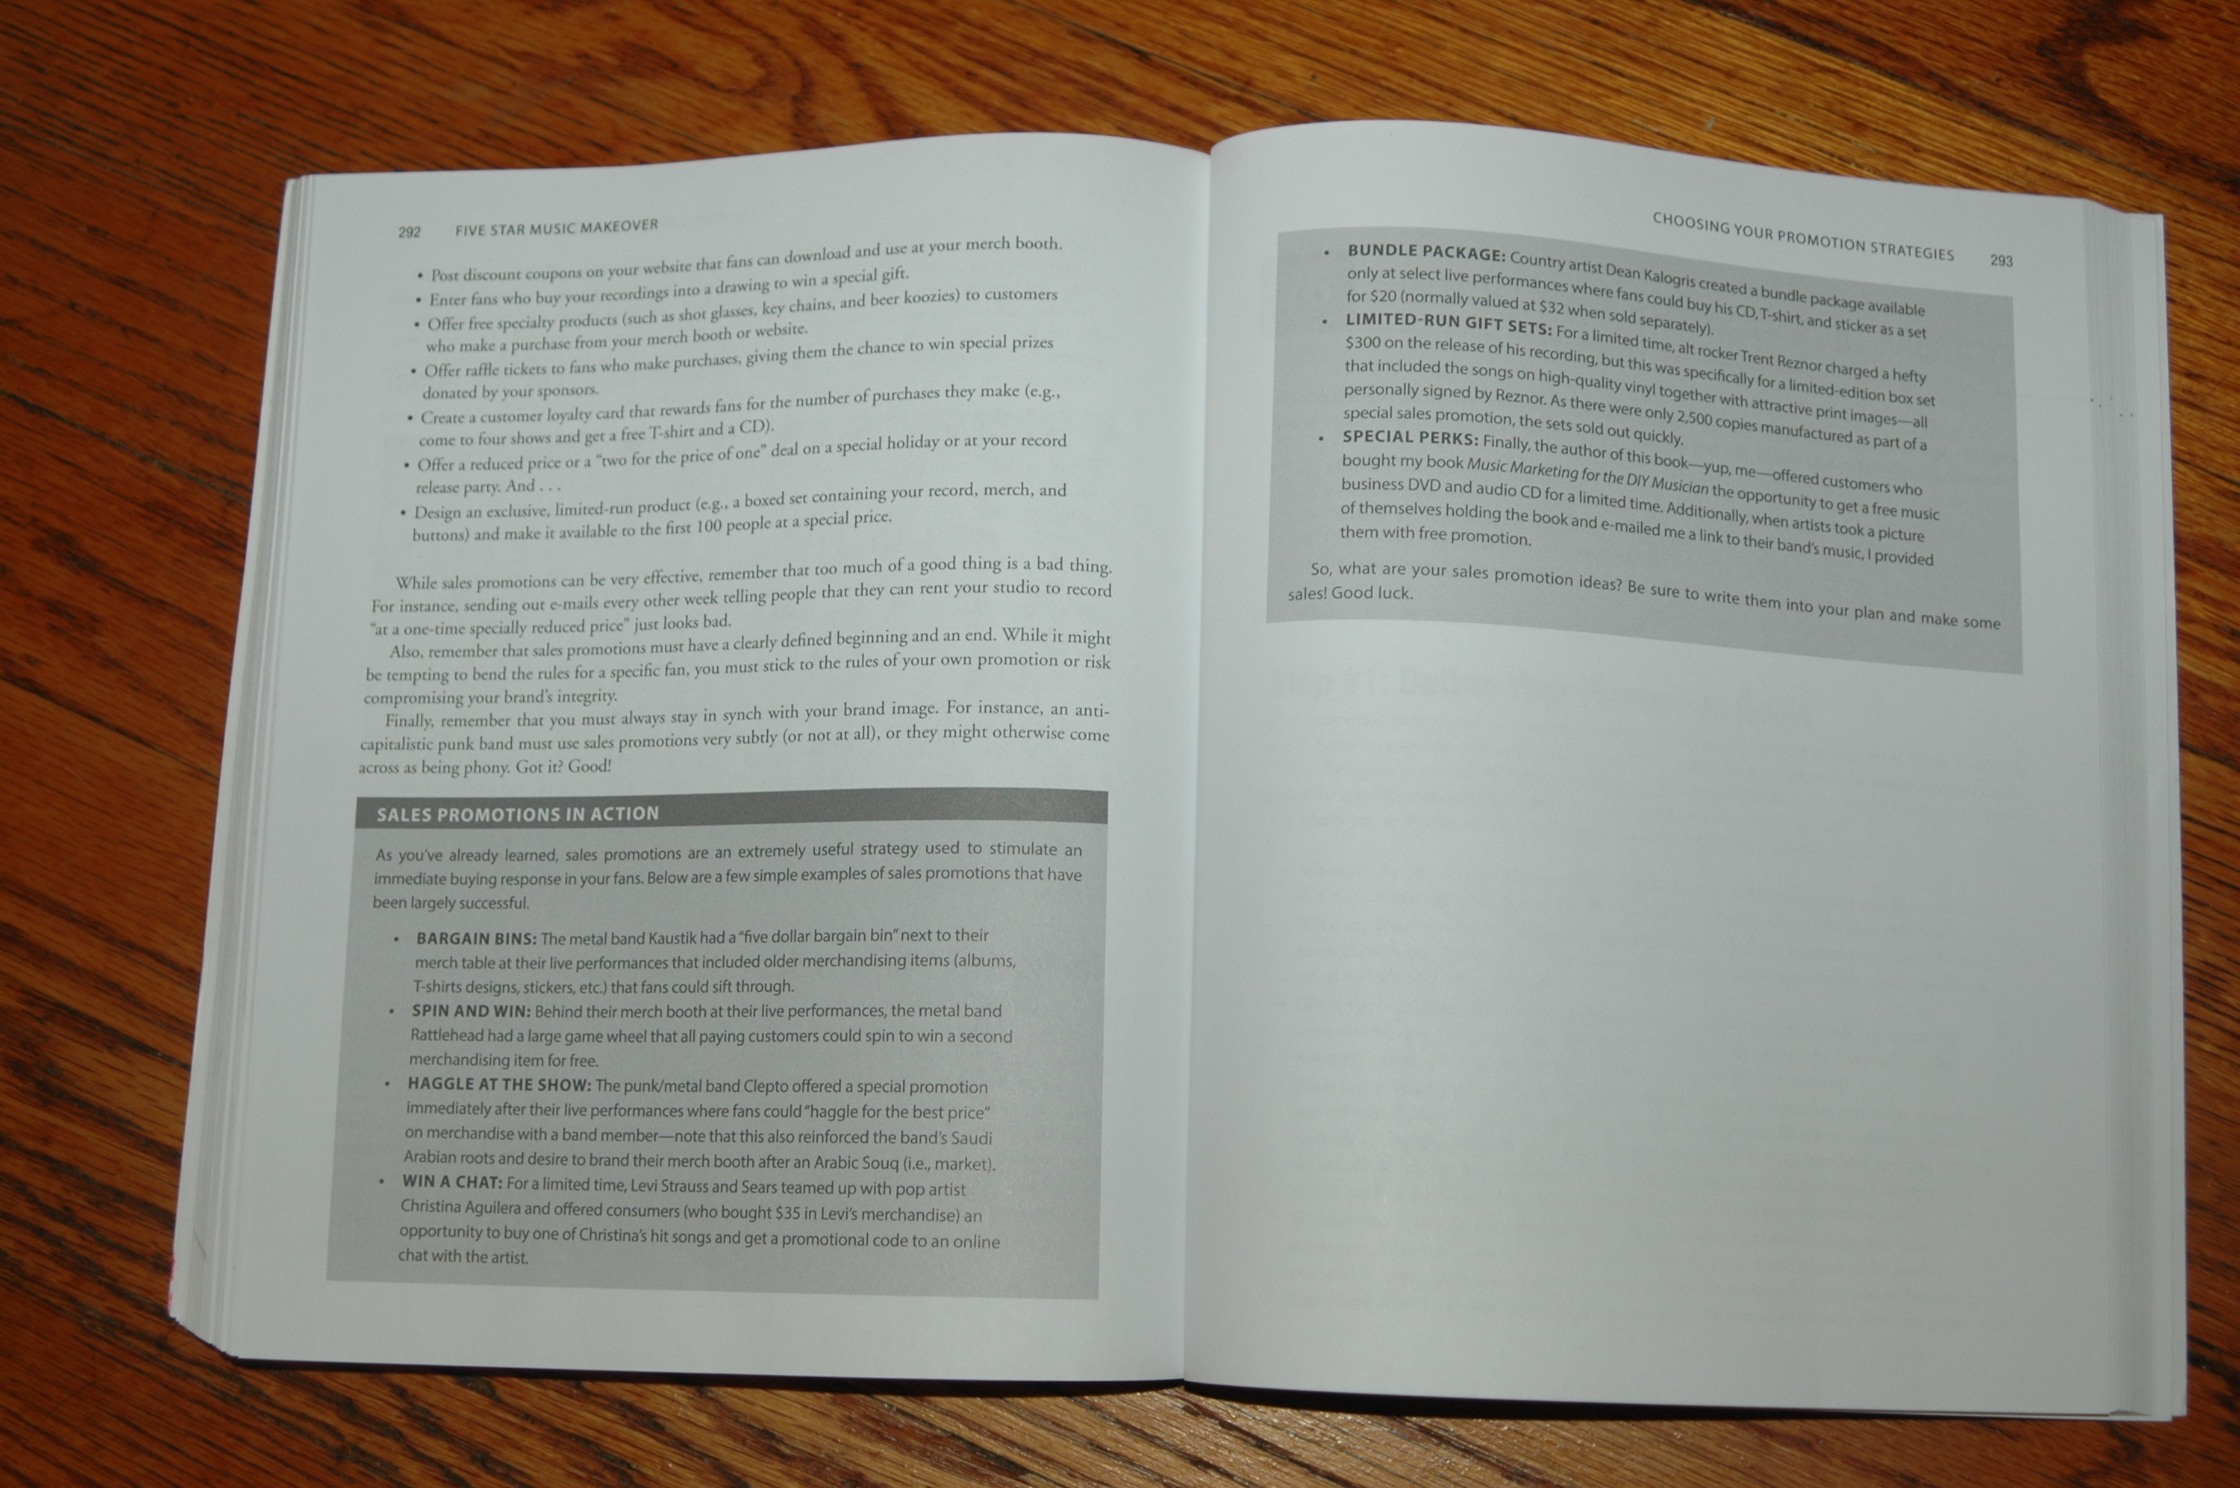 292 FIVE STAR MUSIC MAKEOVER
• Post discount coupons on your website that fans can download and use at your merch booth.
• Enter fans who buy your recordings into a drawing to win a special gift.
• Offer free specialty products (such as shot glasses, key chains, and beer koozies) to customers
who make a purchase from your merch booth or website.
• Offer raffle tickets to fans who make purchases, giving them the chance to win special prizes
donated by your sponsors.
• Create a customer loyalty card that rewards fans for the number of purchases they make (e.g.,
come to four shows and get a free T-shirt and a CD).
• Offer a reduced price or a “two for the price of one” deal on a special holiday or at your record
release party. And . . .
• Design an exclusive, limited-run product (e.g., a boxed set containing your record, merch, and
buttons) and make it available to the first 100 people at a special price.
While sales promotions can be very effective, remember that too much of a good thing is a bad thing.
For instance, sending out e-mails every other week telling people that they can rent your studio to record
“at a one-time specially reduced price” just looks bad.
Also, remember that sales promotions must have a clearly defined beginning and an end. While it might
be tempting to bend the rules for a specific fan, you must stick to the rules of your own promotion or risk
compromising your brand’s integrity.
Finally, remember that you must always stay in synch with your brand image. For instance, an anti-
capitalistic punk band must use sales promotions very subtly (or not at all), or they might otherwise come
across as being phony. Got it? Good!
SALES PROMOTIONS IN ACTION
As you’ve already learned, sales promotions are an extremely useful strategy used to stimulate an
immediate buying response in your fans. Below are a few simple examples of sales promotions that have
been largely successful.
• BARGAIN BINS: The metal band Kaustik had a “five dollar bargain bin” next to their
merch table at their live performances that included older merchandising items (albums,
T-shirts designs, stickers, etc.) that fans could sift through.
• SPIN AND WIN: Behind their merch booth at their live performances, the metal band
Rattlehead had a large game wheel that all paying customers could spin to win a second
merchandising item for free.
• HAGGLE AT THE SHOW: The punk/metal band Clepto offered a special promotion
immediately after their live performances where fans could “haggle for the best price”
on merchandise with a band member—note that this also reinforced the band’s Saudi
Arabian roots and desire to brand their merch booth after an Arabic Souq (i.e., market).
• WIN A CHAT: For a limited time, Levi Strauss and Sears teamed up with pop artist
Christina Aguilera and offered consumers (who bought $35 in Levi’s merchandise) an
opportunity to buy one of Christina’s hit songs and get a promotional code to an online
chat with the artist.
CHOOSING YOUR PROMOTION STRATEGIES 293
• BUNDLE PACKAGE: Country artist Dean Kalogris created a bundle package available
only at select live performances where fans could buy his CD, T-shirt, and sticker as a set
for $20 (normally valued at $32 when sold separately).
• LIMITED-RUN GIFT SETS: For a limited time, alt rocker Trent Reznor charged a hefty
$300 on the release of his recording, but this was specifically for a limited-edition box set
that included the songs on high-quality vinyl together with attractive print images—all
personally signed by Reznor. As there were only 2,500 copies manufactured as part of a
special sales promotion, the sets sold out quickly.
• SPECIAL PERKS: Finally, the author of this book—yup, me—offered customers who
bought my book Music Marketing for the DIY Musician the opportunity to get a free music
business DVD and audio CD for a limited time. Additionally, when artists took a picture
of themselves holding the book and e-mailed me a link to their band’s music, I provided
them with free promotion.
So, what are your sales promotion ideas? Be sure to write them into your plan and make some
sales! Good luck.